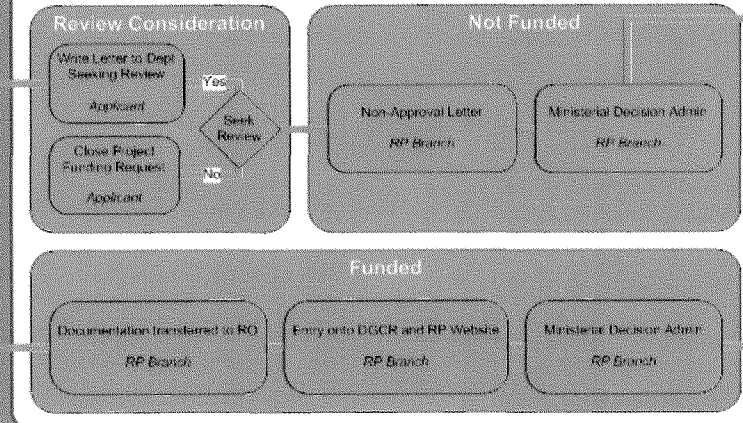 Review Consideration
Write Letter to Dept
Seeking Review
Applicant
Yes
Seek
Review
No
Close Project
Funding Request
Applicant
Not Funded
Non-Approval Letter
RP Branch
Ministerial Decision Admin
RP Branch
Funded
Documentation transferred to RO
RP Branch
Entry onto DGCR and RP Website
RP Branch
Ministerial Decision Admin
RP Branch